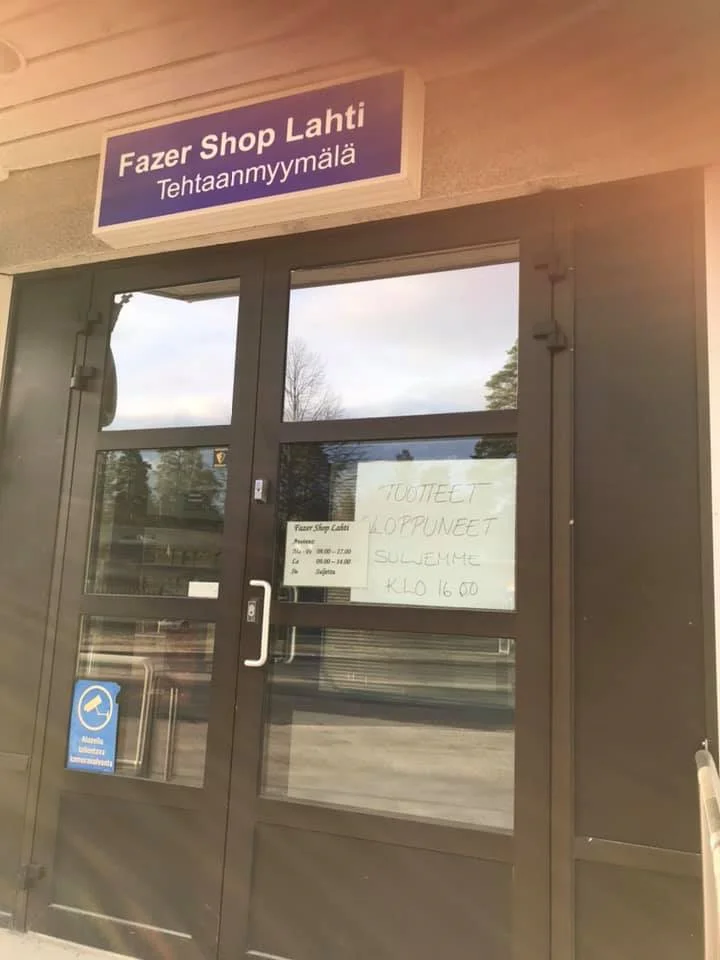 Fazer Shop Lahti
Tehtaanmyymälä
TUOTTEET
LOPPUNEET
SULJEMME
KLO 16.00
Fazer Shop Lahti
Avoinna:
Ma - Pe 09.00 - 17.00
La 09.00 - 14.00
Su Suljettu
Alueella
tallentava
kameravalvonta